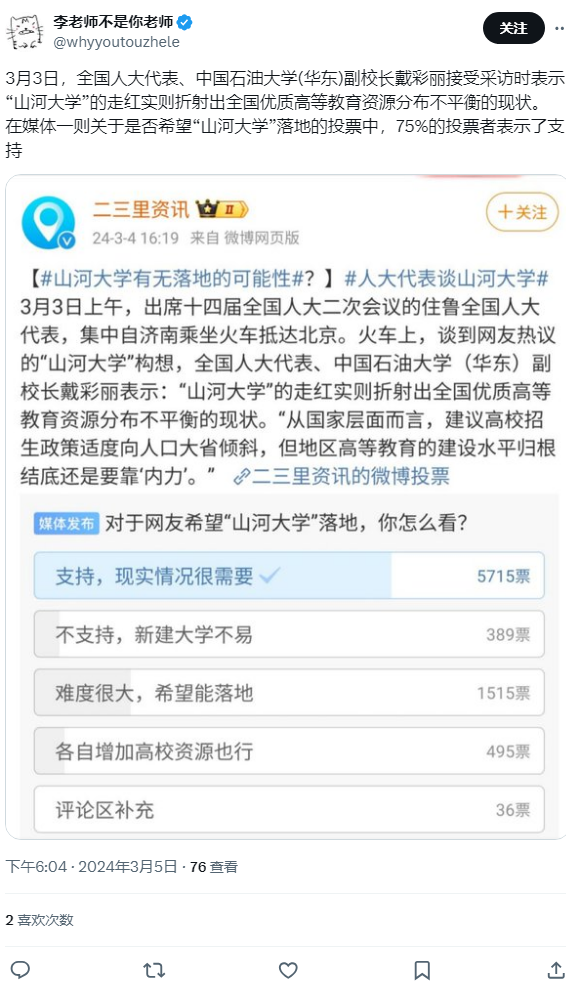 李老师不是你老师
@whyyoutouzhele
关注
3月3日，全国人大代表、中国石油大学(华东)副校长戴彩丽接受采访时表示
“山河大学”的走红实则折射出全国优质高等教育资源分布不平衡的现状。
在媒体一则关于是否希望“山河大学”落地的投票中，75%的投票者表示了支
持
二三里资讯 II
＋关注
24-3-4 16:19 来自 微博网页版
【#山河大学有无落地的可能性#？】#人大代表谈山河大学#
3月3日上午，出席十四届全国人大二次会议的住鲁全国人大
代表，集中自济南乘坐火车抵达北京。火车上，谈到网友热议
的“山河大学”构想，全国人大代表、中国石油大学（华东）副
校长戴彩丽表示：“山河大学”的走红实则折射出全国优质高等
教育资源分布不平衡的现状。“从国家层面而言，建议高校招
生政策适度向人口大省倾斜，但地区高等教育的建设水平归根
结底还是要靠‘内力’。” 二三里资讯的微博投票
媒体发布 对于网友希望“山河大学”落地，你怎么看？
支持，现实情况很需要 5715票
不支持，新建大学不易 389票
难度很大，希望能落地 1515票
各自增加高校资源也行 495票
评论区补充 36票
下午6:04 · 2024年3月5日 · 76 查看
2 喜欢次数